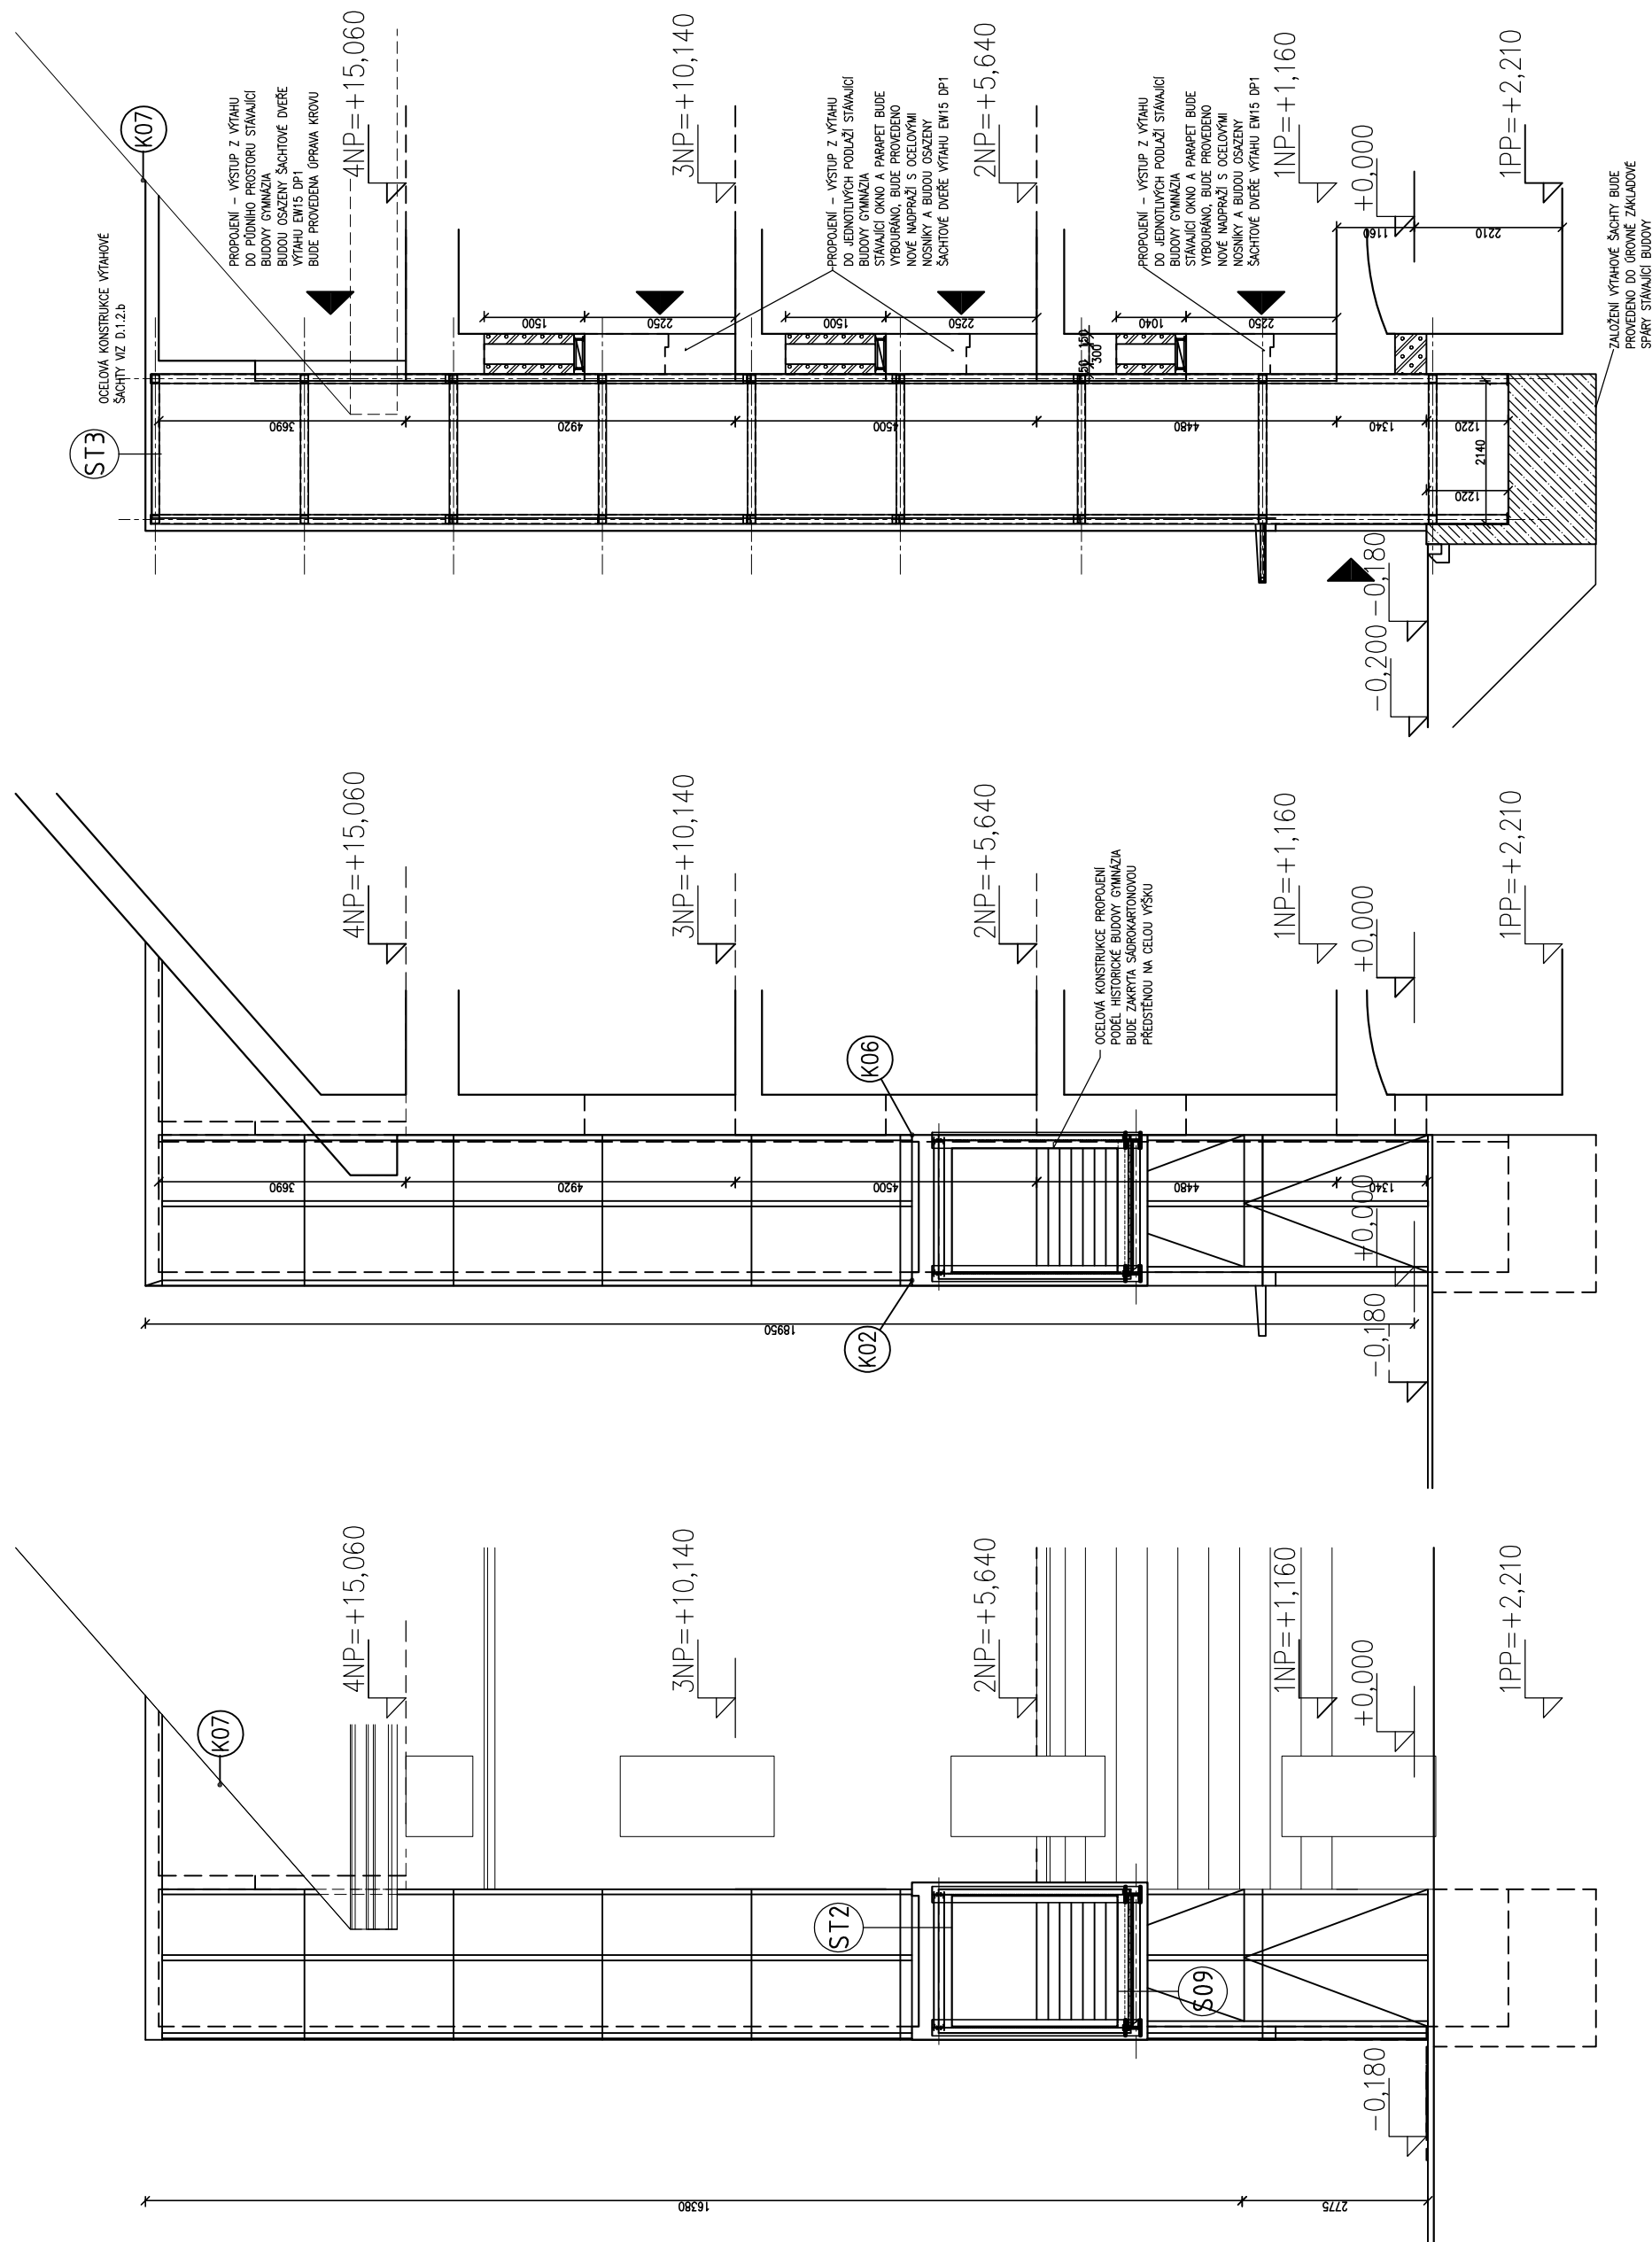 OCELOVÁ KONSTRUKCE VÝTAHOVÉ
ŠACHTY VIZ D.1.2.b
ST3
K07
PROPOJENÍ – VÝSTUP Z VÝTAHU
DO PŮDNÍHO PROSTORU STÁVAJÍCÍ
BUDOVY GYMNÁZIA
BUDOU OSAZENY ŠACHTOVÉ DVEŘE
VÝTAHU EW15 DP1
BUDE PROVEDENA ÚPRAVA KROVU
4NP=+15,060
3NP=+10,140
PROPOJENÍ – VÝSTUP Z VÝTAHU
DO JEDNOTLIVÝCH PODLAŽÍ STÁVAJÍCÍ
BUDOVY GYMNÁZIA
STÁVAJÍCÍ OKNO A PARAPET BUDE
VYBOURÁNO, BUDE PROVEDENO
NOVÉ NADPRAŽÍ S OCELOVÝMI
NOSNÍKY A BUDOU OSAZENY
ŠACHTOVÉ DVEŘE VÝTAHU EW15 DP1
2NP=+5,640
PROPOJENÍ – VÝSTUP Z VÝTAHU
DO JEDNOTLIVÝCH PODLAŽÍ STÁVAJÍCÍ
BUDOVY GYMNÁZIA
STÁVAJÍCÍ OKNO A PARAPET BUDE
VYBOURÁNO, BUDE PROVEDENO
NOVÉ NADPRAŽÍ S OCELOVÝMI
NOSNÍKY A BUDOU OSAZENY
ŠACHTOVÉ DVEŘE VÝTAHU EW15 DP1
1NP=+1,160
+0,000
1PP=+2,210
1500
2250
1500
2250
1040
2250
1160
2210
150
300
3690
4920
4500
4480
1340
1220
2140
1220
-0,180
-0,200
ZALOŽENÍ VÝTAHOVÉ ŠACHTY BUDE
PROVEDENO DO ÚROVNĚ ZÁKLADOVÉ
SPÁRY STÁVAJÍCÍ BUDOVY
4NP=+15,060
3NP=+10,140
2NP=+5,640
1NP=+1,160
+0,000
1PP=+2,210
OCELOVÁ KONSTRUKCE PROPOJENÍ
PODÉL HISTORICKÉ BUDOVY GYMNÁZIA
BUDE ZAKRYTA SÁDROKARTONOVOU
PŘEDSTĚNOU NA CELOU VÝŠKU
K06
3690
4920
4500
4480
1340
+0,000
18950
K02
-0,180
4NP=+15,060
3NP=+10,140
2NP=+5,640
1NP=+1,160
+0,000
1PP=+2,210
K07
ST2
S09
-0,180
16380
2775